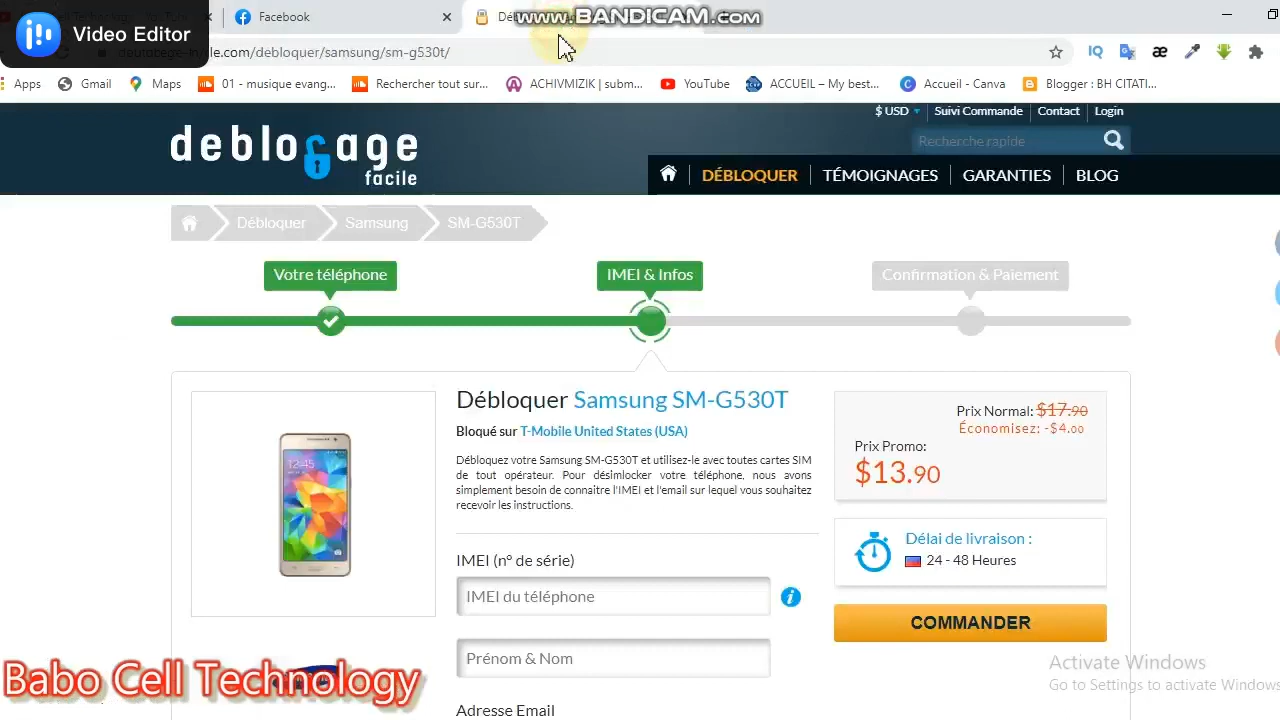 Facebook
Dé
www.BANDICAM.com
Video Editor
.com/debloquer/samsung/sm-g530t/
Apps
Gmail
Maps
01 - musique evang...
Rechercher tout sur...
ACHIVMIZIK | subm...
YouTube
ACCUEIL – My best...
Accueil - Canva
Blogger : BH CITATI...
$ USD
Suivi Commande
Contact
Login
deblocage
facile
Recherche rapide
DÉBLOQUER
TÉMOIGNAGES
GARANTIES
BLOG
Débloquer
Samsung
SM-G530T
Votre téléphone
IMEI & Infos
Confirmation & Paiement
Débloquer Samsung SM-G530T
Bloqué sur T-Mobile United States (USA)
Débloquez votre Samsung SM-G530T et utilisez-le avec toutes cartes SIM
de tout opérateur. Pour désimlocker votre téléphone, nous avons
simplement besoin de connaitre l'IMEI et l'email sur lequel vous souhaitez
recevoir les instructions.
IMEI (n° de série)
IMEI du téléphone
Prénom & Nom
Adresse Email
Prix Normal: $17.90
Économisez: -$4.00
Prix Promo:
$13.90
Délai de livraison :
24 - 48 Heures
COMMANDER
Activate Windows
Go to Settings to activate Windows.
Babo Cell Technology
12:45